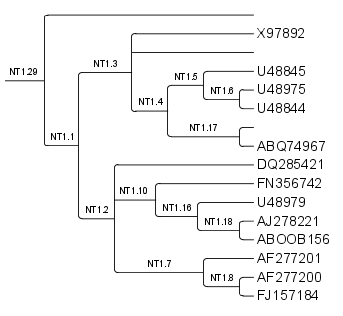 X97892
NT1.3
U48845
NT1.5
NT1.29
U48975
NT1.6
NT1.4
U48844
NT1.17
NT1.1
ABQ74967
DQ285421
FN356742
NT1.10
U48979
NT1.16
NT1.2
AJ278221
NT1.18
ABOOB156
AF277201
NT1.7
AF277200
NT1.8
FJ157184